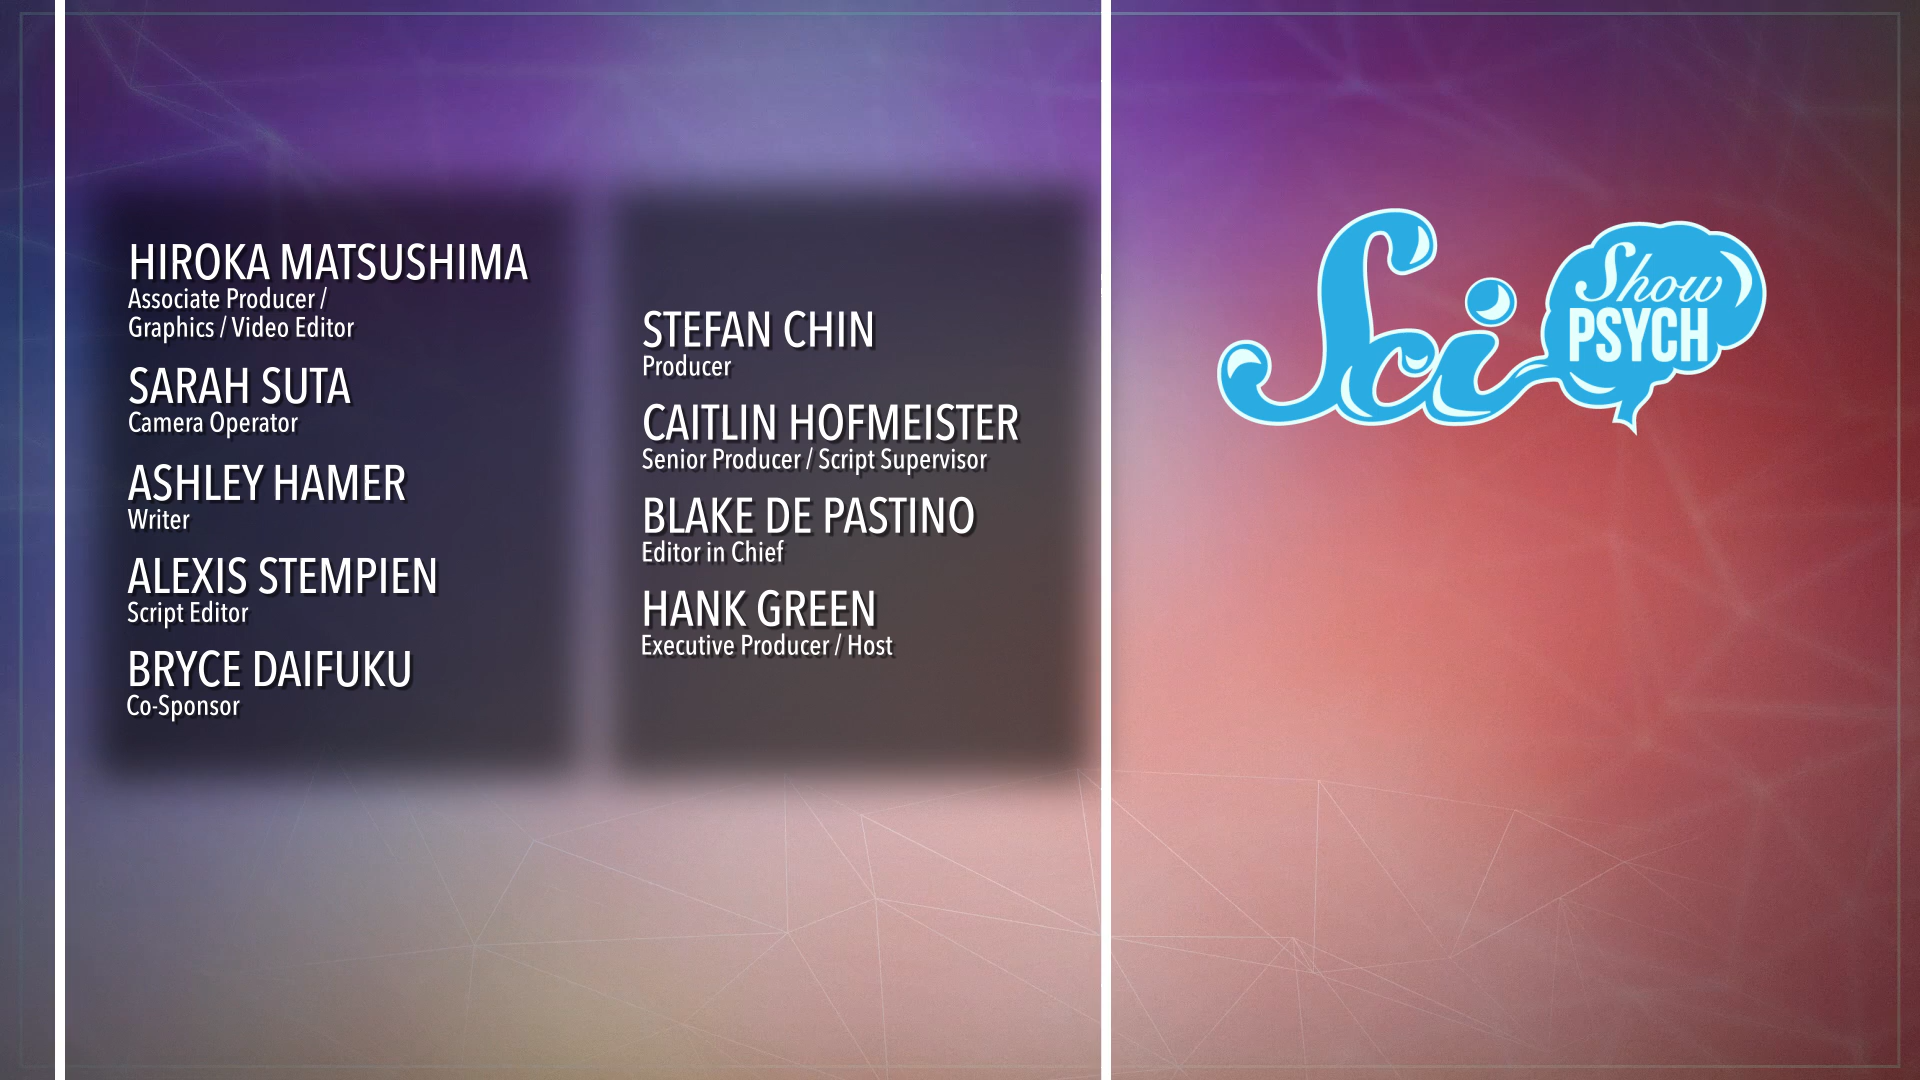 HIROKA MATSUSHIMA
Associate Producer /
Graphics / Video Editor
SARAH SUTA
Camera Operator
ASHLEY HAMER
Writer
ALEXIS STEMPIEN
Script Editor
BRYCE DAIFUKU
Co-Sponsor
STEFAN CHIN
Producer
CAITLIN HOFMEISTER
Senior Producer / Script Supervisor
BLAKE DE PASTINO
Editor in Chief
HANK GREEN
Executive Producer / Host
Sci
Show
PSYCH